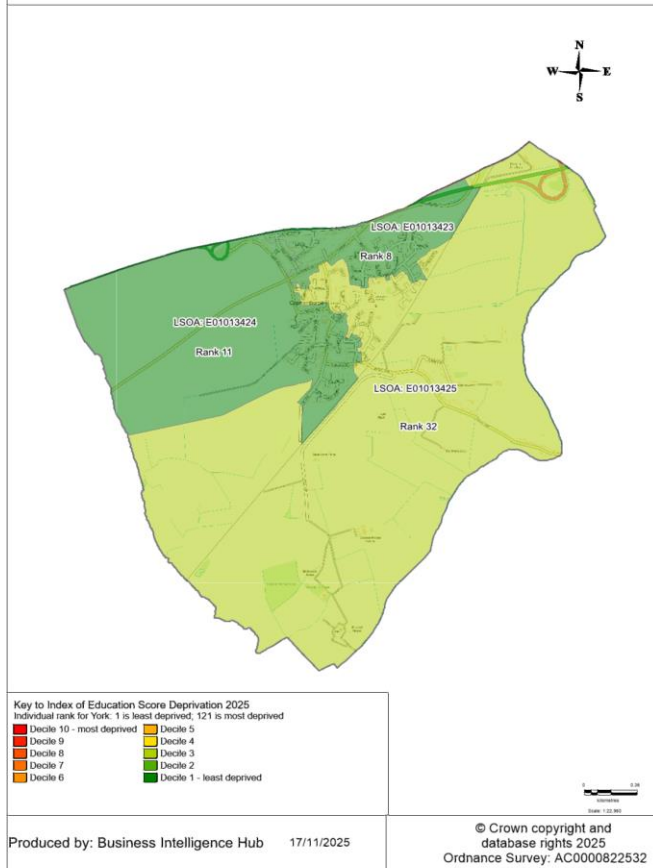 N
W E
S
LSOA: E01013423
Rank 8
LSOA: E01013424
Rank 11
LSOA: E01013425
Rank 32
Key to Index of Education Score Deprivation 2025
Individual rank for York: 1 is least deprived; 121 is most deprived
Decile 10 - most deprived
Decile 9
Decile 8
Decile 7
Decile 6
Decile 5
Decile 4
Decile 3
Decile 2
Decile 1 - least deprived
Produced by: Business Intelligence Hub 17/11/2025
© Crown copyright and
database rights 2025
Ordnance Survey: AC0000822532